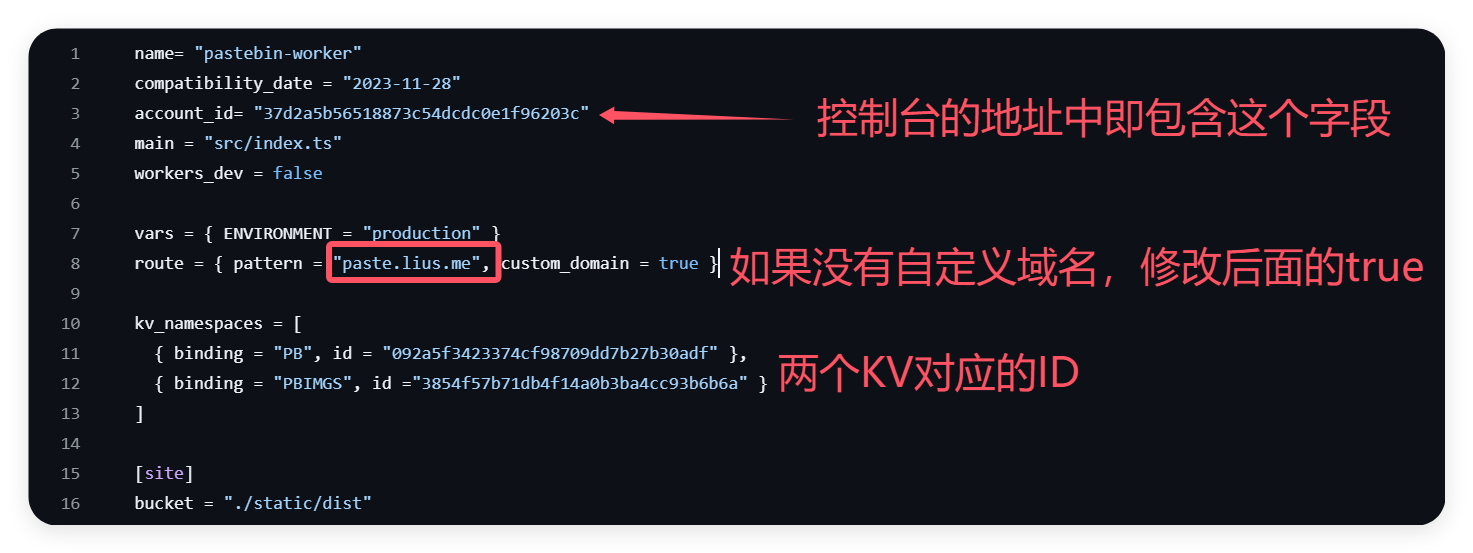 1 name= "pastebin-worker"
2 compatibility_date = "2023-11-28"
3 account_id= "37d2a5b56518873c54dcdc0e1f96203c" 控制台的地址中即包含这个字段
4 main = "src/index.ts"
5 workers_dev = false
6
7 vars = { ENVIRONMENT = "production" }
8 route = { pattern = "paste.lius.me", custom_domain = true } 如果没有自定义域名，修改后面的true
9
10 kv_namespaces = [
11 { binding = "PB", id = "092a5f3423374cf98709dd7b27b30adf" },
12 { binding = "PBIMGS", id ="3854f57b71db4f14a0b3ba4cc93b6b6a" } 两个KV对应的ID
13 ]
14
15 [site]
16 bucket = "./static/dist"